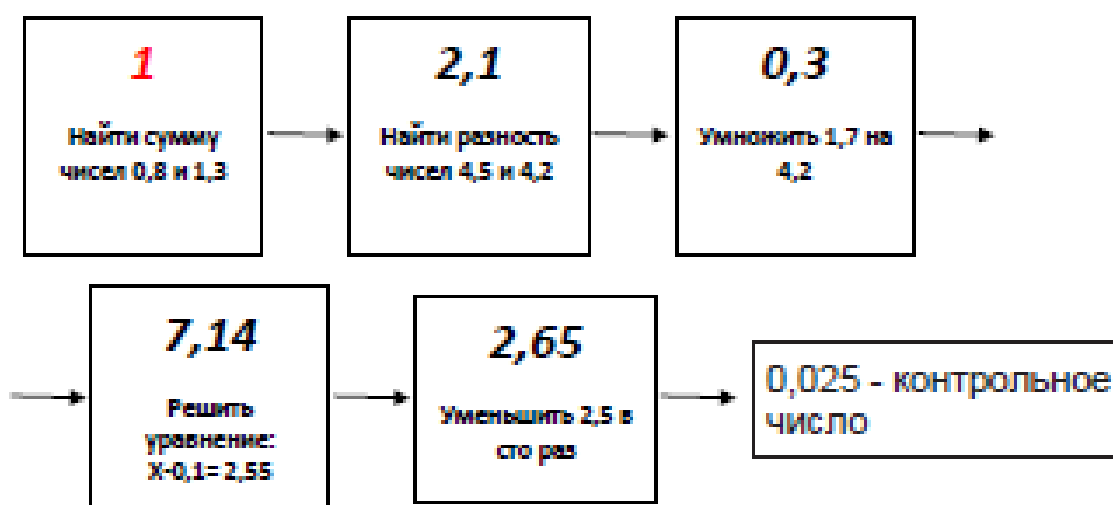 1
Найти сумму
чисел 0,8 и 1,3
2,1
Найти разность
чисел 4,5 и 4,2
0,3
Умножить 1,7 на
4,2
7,14
Решить
уравнение:
X-0,1= 2,55
2,65
Уменьшить 2,5 в
сто раз
0,025 - контрольное
число